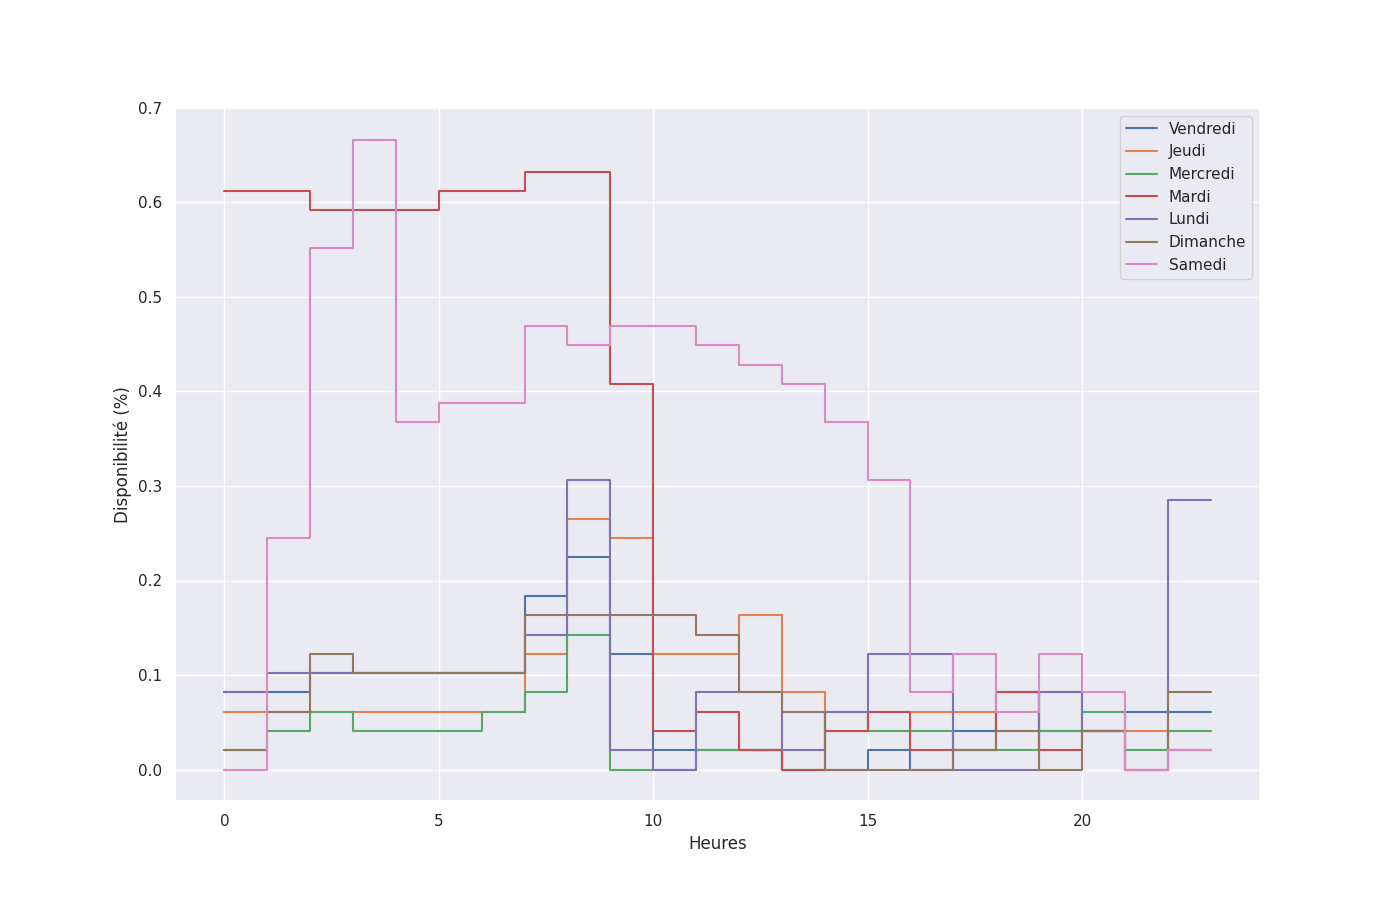 0.7
0.6
0.5
0.4
0.3
0.2
0.1
0.0
Disponibilité (%)
0 5 10 15 20
Heures
Vendredi
Jeudi
Mercredi
Mardi
Lundi
Dimanche
Samedi